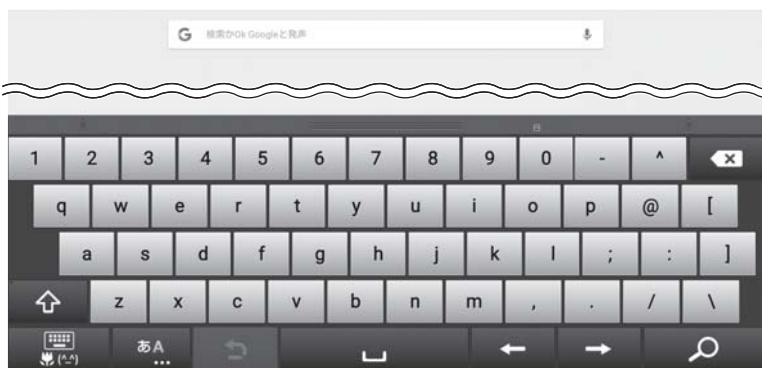 G 検索かOk Googleと発声
1 2 3 4 5 6 7 8 9 0 - ^
q w e r t y u i o p @ [
a s d f g h j k l ; : ]
z x c v b n m , . / \
(^_^) あA ...